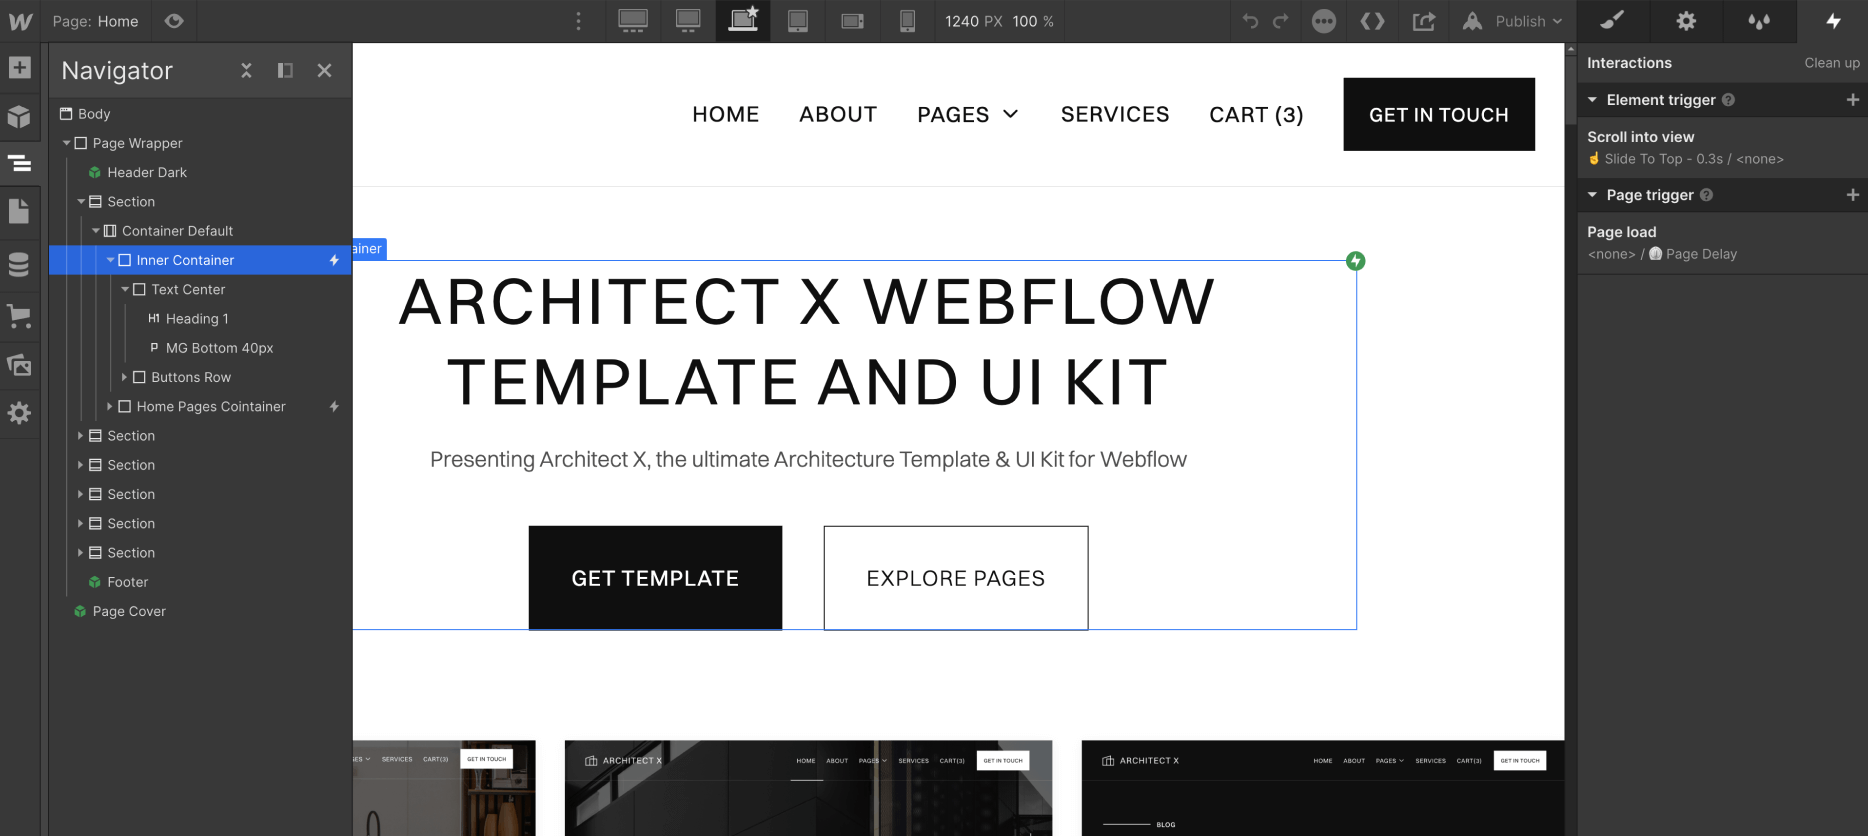 Page: Home
1240 PX 100 %
Publish
Navigator
Body
Page Wrapper
Header Dark
Section
Container Default
Inner Container
Text Center
H1 Heading 1
P MG Bottom 40px
Buttons Row
Home Pages Cointainer
Section
Section
Section
Section
Section
Footer
Page Cover
HOME ABOUT PAGES SERVICES CART (3) GET IN TOUCH
ainer
ARCHITECT X WEBFLOW
TEMPLATE AND UI KIT
Presenting Architect X, the ultimate Architecture Template & UI Kit for Webflow
GET TEMPLATE EXPLORE PAGES
ES SERVICES CART(3) GET IN TOUCH
ARCHITECT X HOME ABOUT PAGES SERVICES CART(3) GET IN TOUCH
ARCHITECT X HOME ABOUT PAGES SERVICES CART(3) GET IN TOUCH
BLOG
Interactions Clean up
Element trigger
Scroll into view
Slide To Top - 0.3s / <none>
Page trigger
Page load
<none> / Page Delay